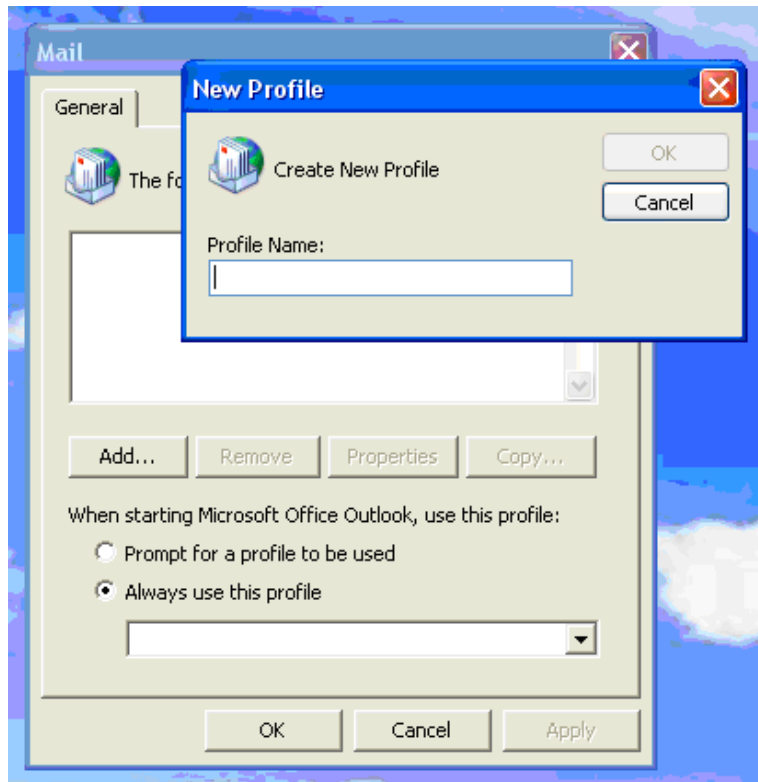 Mail
New Profile
General
Create New Profile
OK
Cancel
The
Profile Name:
Add...
Remove
Properties
Copy...
When starting Microsoft Office Outlook, use this profile:
Prompt for a profile to be used
Always use this profile
OK
Cancel
Apply